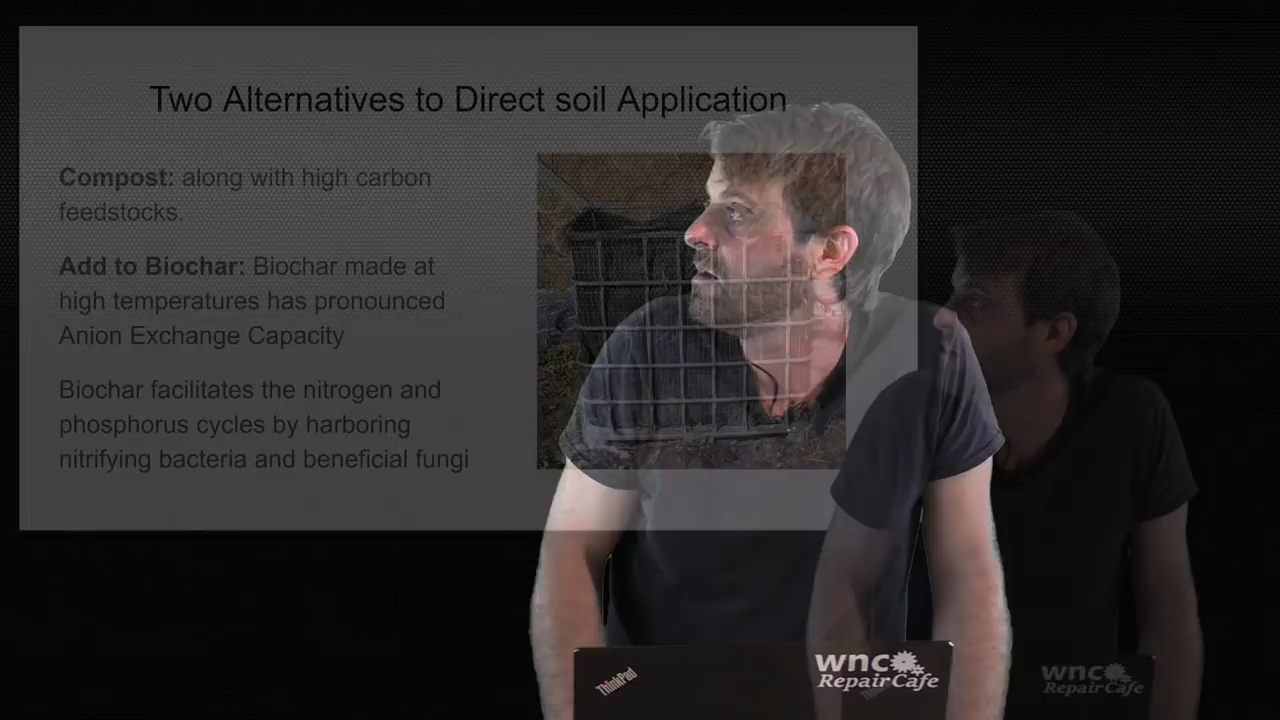 Two Alternatives to Direct soil Application
Compost: along with high carbon
feedstocks.
Add to Biochar: Biochar made at
high temperatures has pronounced
Anion Exchange Capacity
Biochar facilitates the nitrogen and
phosphorus cycles by harboring
nitrifying bacteria and beneficial fungi
ThinkPad
wnc
Repair Cafe
wnc
Repair Cafe